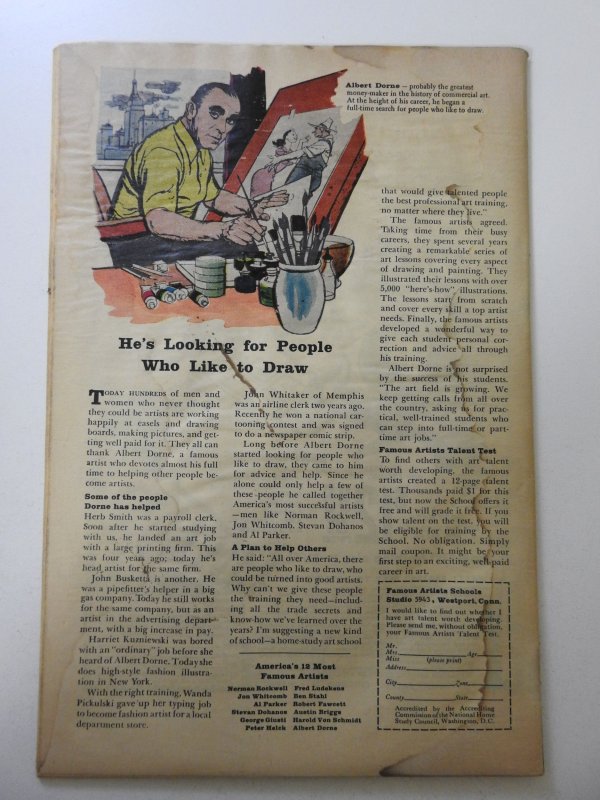 Albert Dorne — probably the greatest
money-maker in the history of commercial art.
At the height of his career, he began a
full-time search for people who like to draw.
He's Looking for People
Who Like to Draw
TODAY HUNDREDS of men and
women who never thought
they could be artists are working
happily at easels and drawing
boards, making pictures, and get-
ting well paid for it. They all can
thank Albert Dorne, a famous
artist who devotes almost his full
time to helping other people be-
come artists.
Some of the people
Dorne has helped
Herb Smith was a payroll clerk.
Soon after he started studying
with us, he landed an art job
with a large printing firm. This
was four years ago; today he's
head artist for the same firm.
John Busketta is another. He
was a pipefitter's helper in a big
gas company. Today he still works
for the same company, but as an
artist in the advertising depart-
ment, with a big increase in pay.
Harriet Kuzniewski was bored
with an "ordinary" job before she
heard of Albert Dorne. Today she
does high-style fashion illustra-
tion in New York.
With the right training, Wanda
Pickulski gave up her typing job
to become fashion artist for a local
department store.
John Whitaker of Memphis
was an airline clerk two years ago.
Recently he won a national car-
tooning contest and was signed
to do a newspaper comic strip.
Long before Albert Dorne
started looking for people who
like to draw, they came to him
for advice and help. Since he
alone could only help a few of
these people he called together
America's most successful artists
—men like Norman Rockwell,
Jon Whitcomb, Stevan Dohanos
and Al Parker.
A Plan to Help Others
He said: "All over America, there
are people who like to draw, who
could be turned into good artists.
Why can't we give these people
the training they need—includ-
ing all the trade secrets and
know-how we've learned over the
years? I'm suggesting a new kind
of school—a home-study art school
America's 12 Most
Famous Artists
Norman Rockwell Fred Ludekens
Jon Whitcomb Ben Stahl
Al Parker Robert Fawcett
Stevan Dohanos Austin Briggs
George Giusti Harold Von Schmidt
Peter Helck Albert Dorne
that would give talented people
the best professional art training,
no matter where they live."
The famous artists agreed.
Taking time from their busy
careers, they spent several years
creating a remarkable series of
art lessons covering every aspect
of drawing and painting. They
illustrated their lessons with over
5,000 "here's-how" illustrations.
The lessons start from scratch
and cover every skill a top artist
needs. Finally, the famous artists
developed a wonderful way to
give each student personal cor-
rection and advice all through
his training.
Albert Dorne is not surprised
by the success of his students.
"The art field is growing. We
keep getting calls from all over
the country, asking us for prac-
tical, well-trained students who
can step into full-time or part-
time art jobs."
Famous Artists Talent Test
To find others with art talent
worth developing, the famous
artists created a 12-page talent
test. Thousands paid $1 for this
test, but now the School offers it
free and will grade it free. If you
show talent on the test, you will
be eligible for training by the
School. No obligation. Simply
mail coupon. It might be your
first step to an exciting, well-paid
career in art.
Famous Artists Schools
Studio 5943, Westport, Conn.
I would like to find out whether I
have art talent worth developing.
Please send me, without obligation,
your Famous Artists Talent Test.
Mr.
Mrs. Age
Miss (please print)
Address
City Zone
County State
Accredited by the Accrediting
Commission of the National Home
Study Council, Washington, D.C.